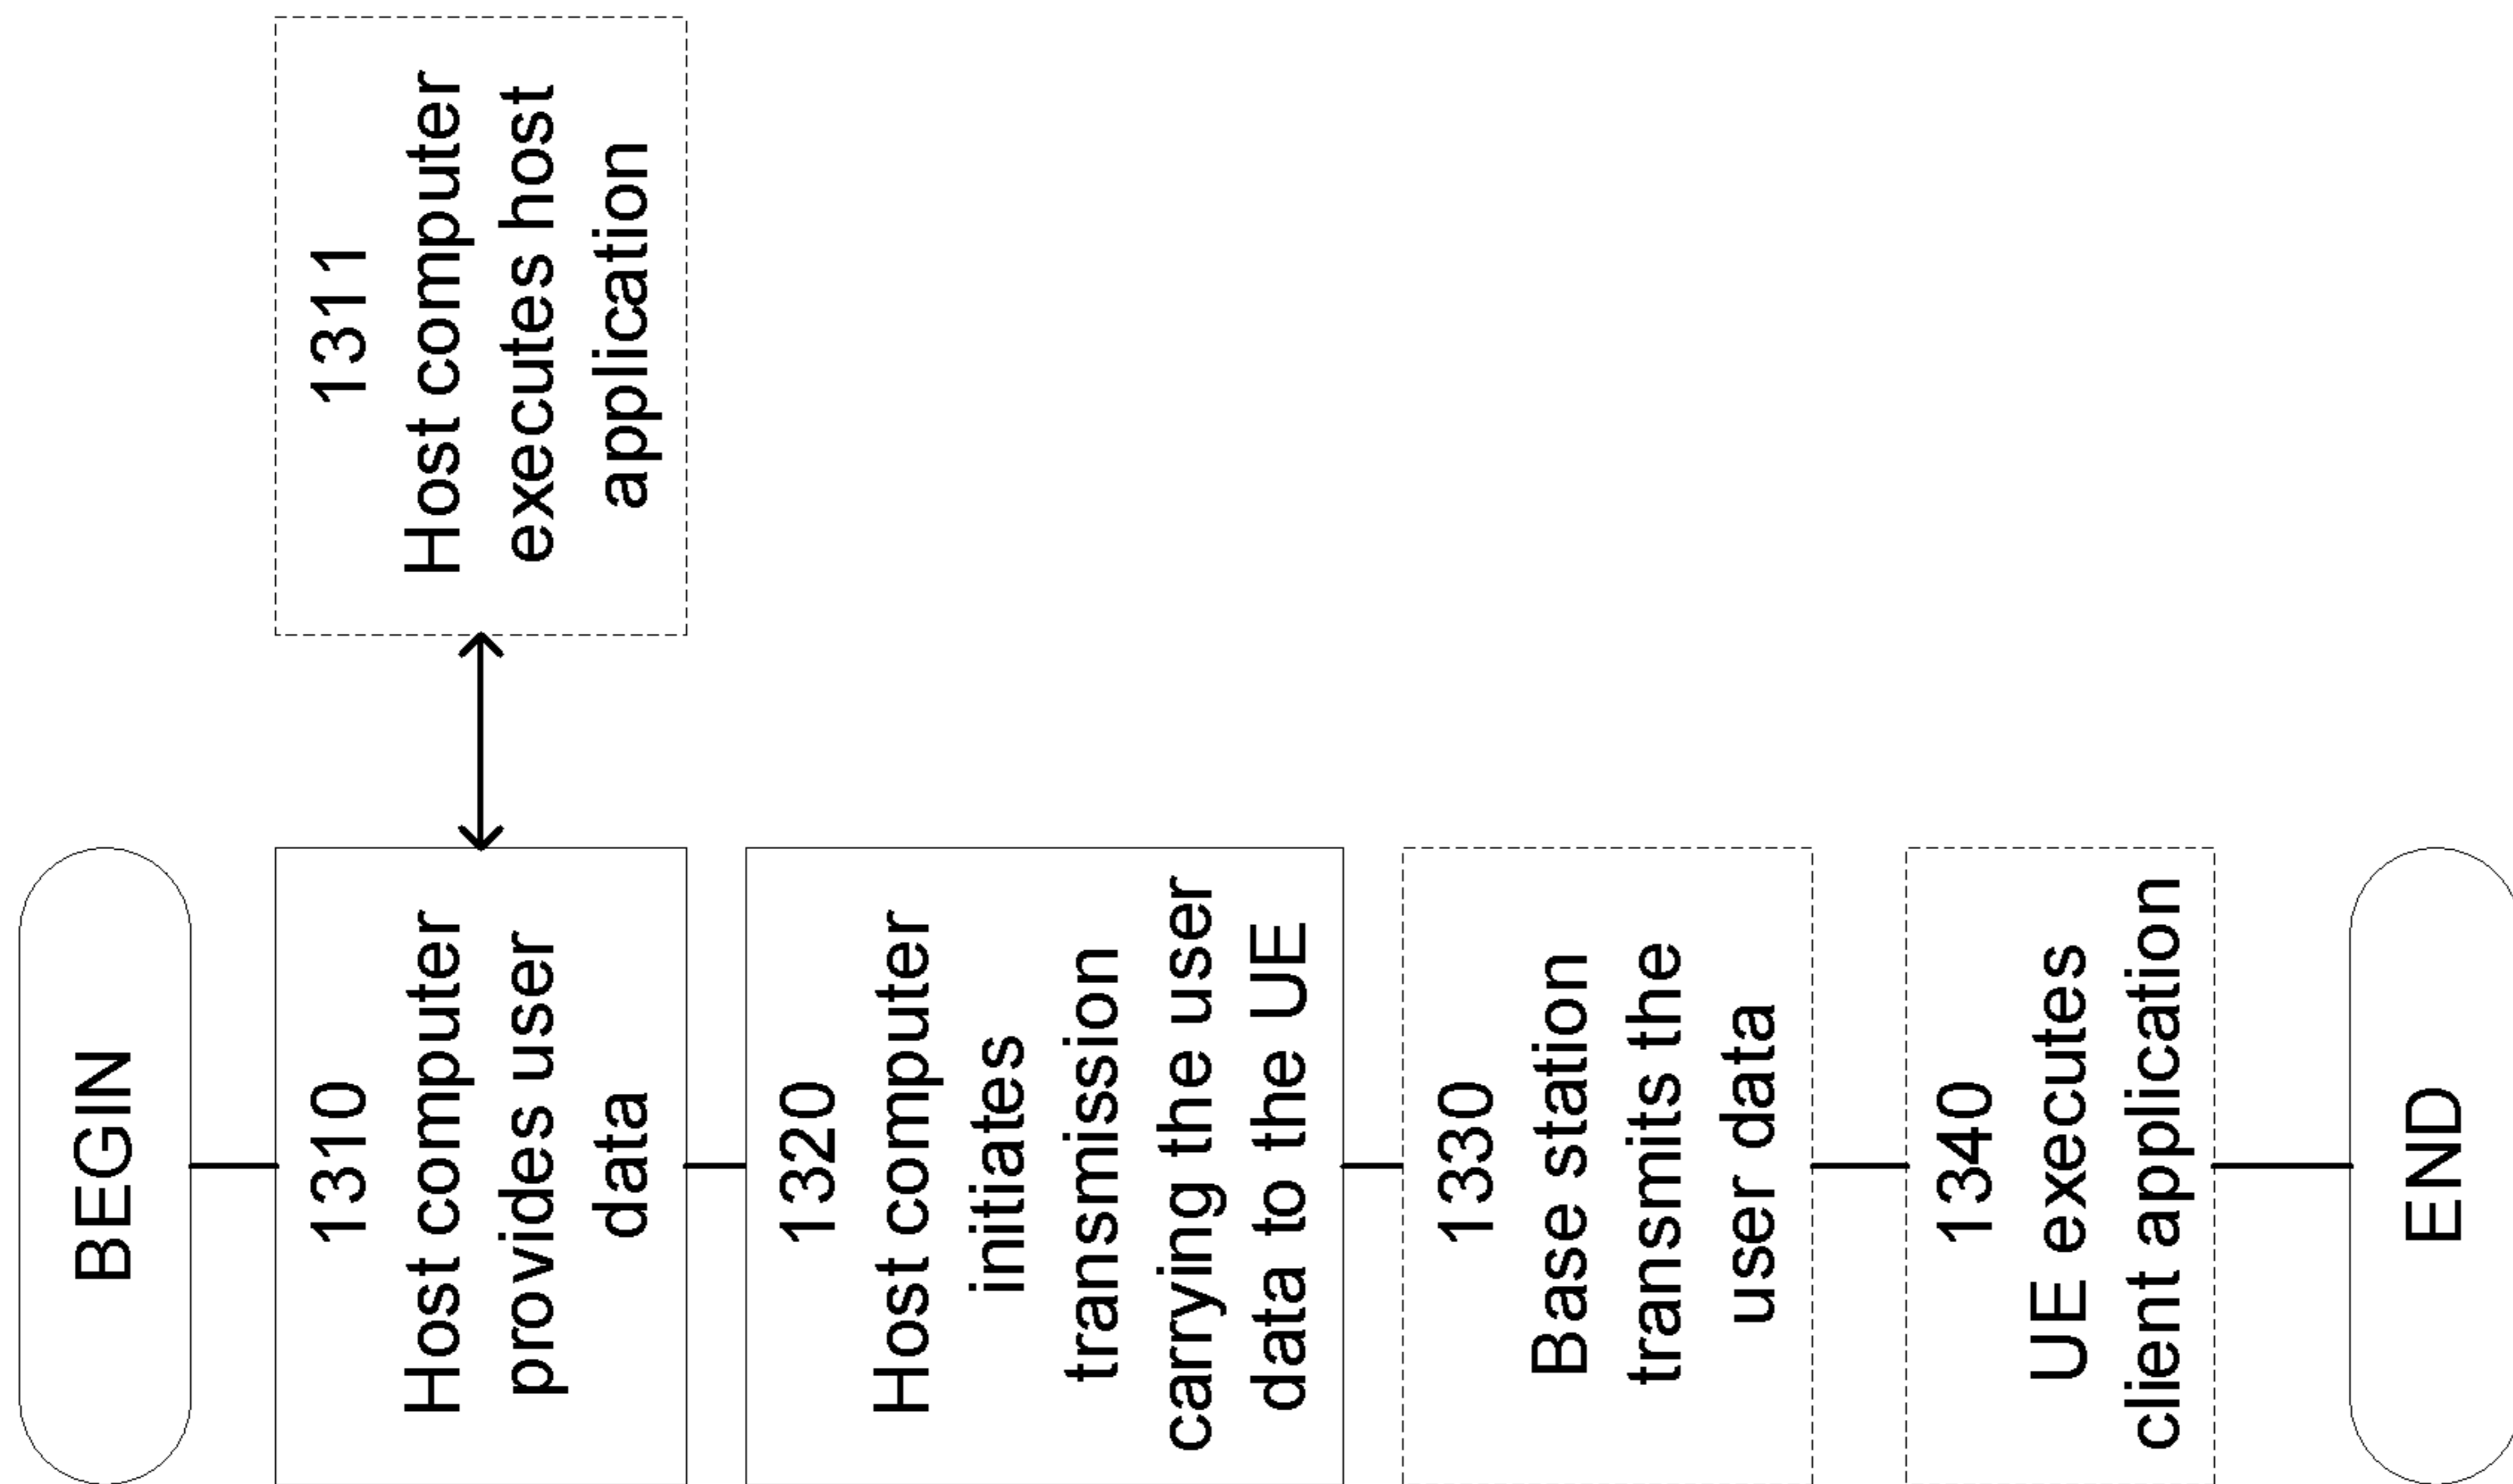 BEGIN
1310
Host computer
provides user
data
1311
Host computer
executes host
application
1320
Host computer
initiates
transmission
carrying the user
data to the UE
1330
Base station
transmits the
user data
1340
UE executes
client application
END